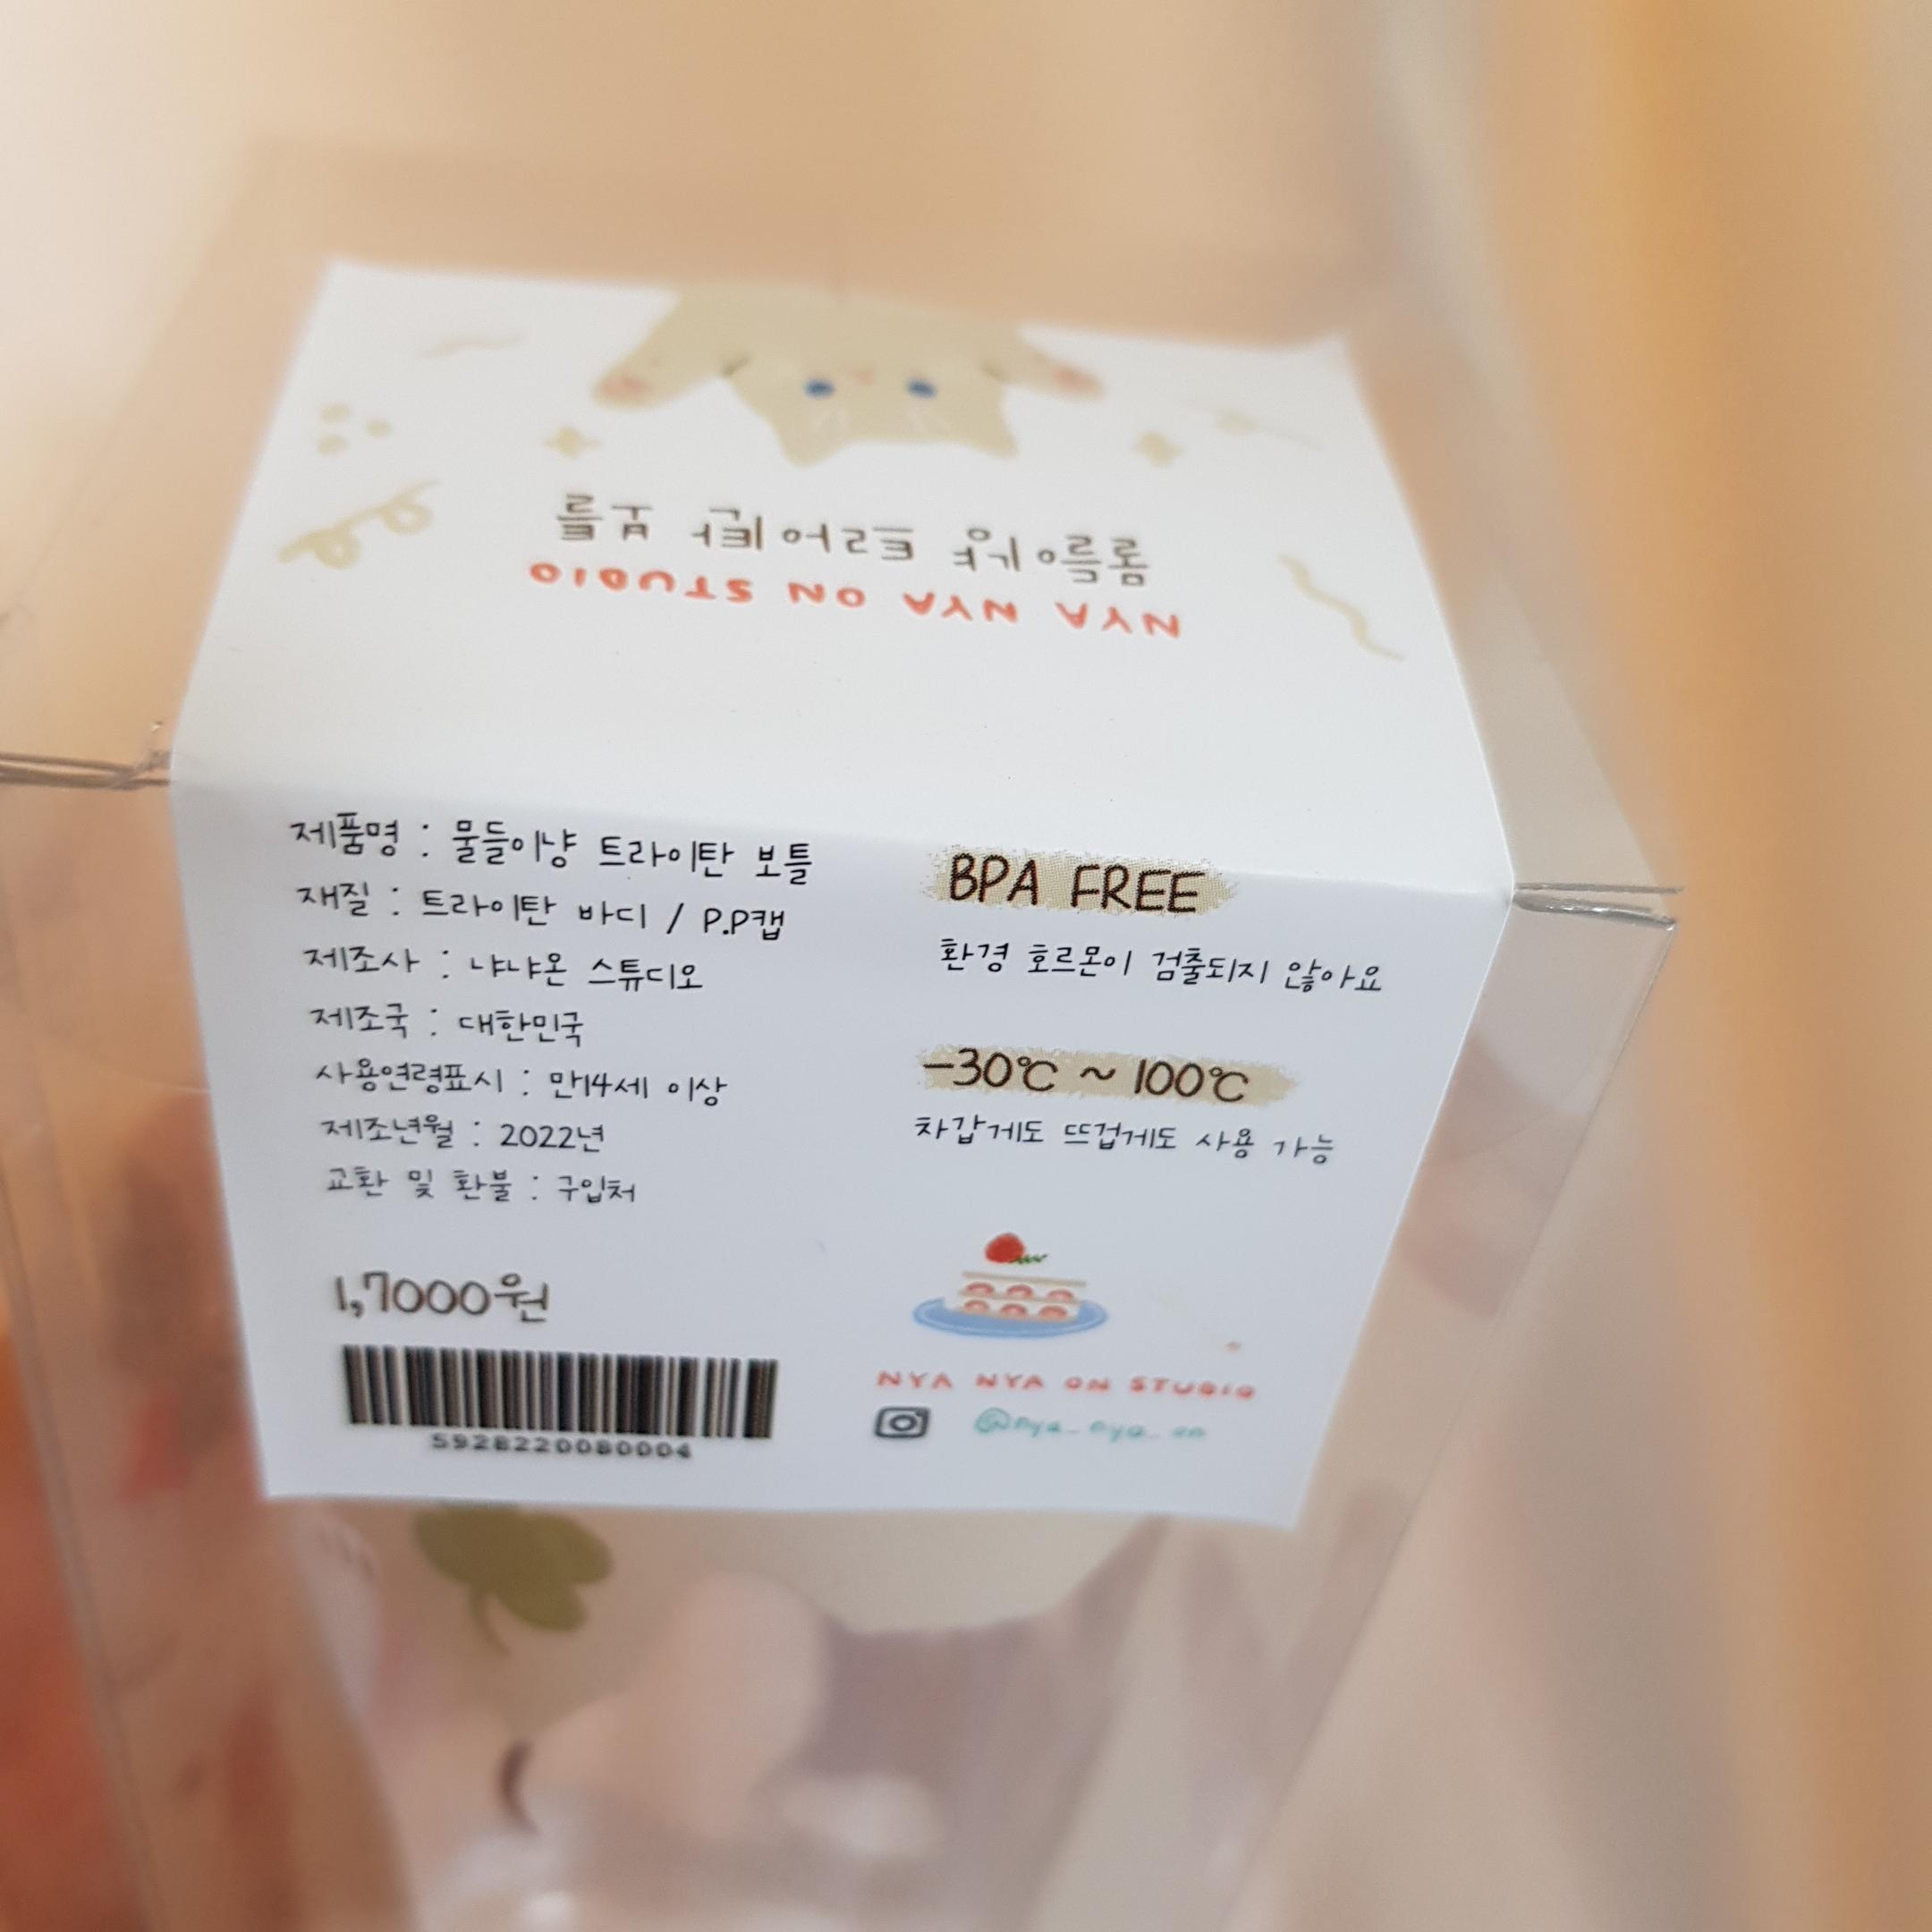 NYA NYA ON STUDIO
물들이냥 트라이탄 보틀
제품명 : 물들이냥 트라이탄 보틀
재질 : 트라이탄 바디 / P.P캡
제조사 : 냐냐온 스튜디오
제조국 : 대한민국
사용연령표시 : 만14세 이상
제조년월 : 2022년
교환 및 환불 : 구입처
1,7000원
5928220080004
BPA FREE
환경 호르몬이 검출되지 않아요
-30℃ ~ 100℃
차갑게도 뜨겁게도 사용 가능
NYA NYA ON STUDIO
@nya_nya_on